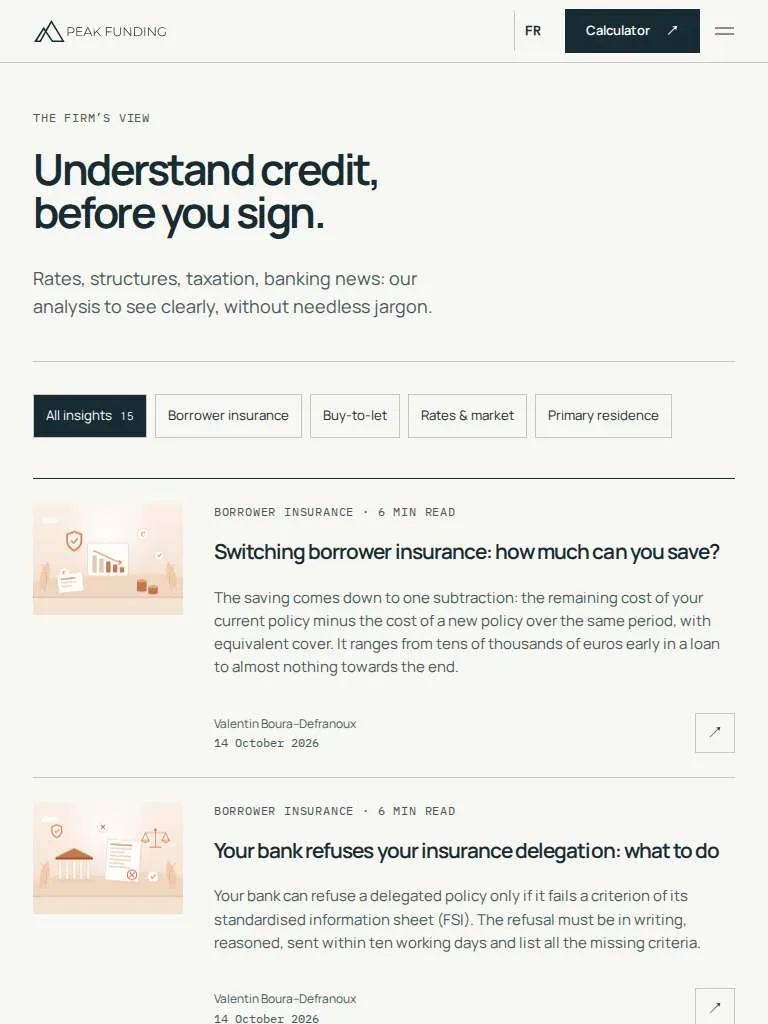 PEAK FUNDING
FR
Calculator ↗
THE FIRM'S VIEW
Understand credit,
before you sign.
Rates, structures, taxation, banking news: our
analysis to see clearly, without needless jargon.
All insights 15
Borrower insurance
Buy-to-let
Rates & market
Primary residence
BORROWER INSURANCE · 6 MIN READ
Switching borrower insurance: how much can you save?
The saving comes down to one subtraction: the remaining cost of your
current policy minus the cost of a new policy over the same period, with
equivalent cover. It ranges from tens of thousands of euros early in a loan
to almost nothing towards the end.
Valentin Boura-Defranoux
14 October 2026
↗
BORROWER INSURANCE · 6 MIN READ
Your bank refuses your insurance delegation: what to do
Your bank can refuse a delegated policy only if it fails a criterion of its
standardised information sheet (FSI). The refusal must be in writing,
reasoned, sent within ten working days and list all the missing criteria.
Valentin Boura-Defranoux
14 October 2026
↗